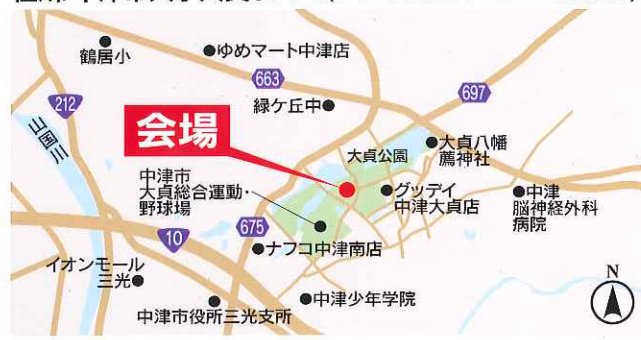 鶴居小
ゆめマート中津店
663
697
212
緑ケ丘中
山国川
会場
大貞公園
大貞八幡
薦神社
中津市
大貞総合運動・
野球場
グッデイ
中津大貞店
中津
脳神経外科
病院
675
10
ナフコ中津南店
イオンモール
三光
中津少年学院
中津市役所三光支所
N